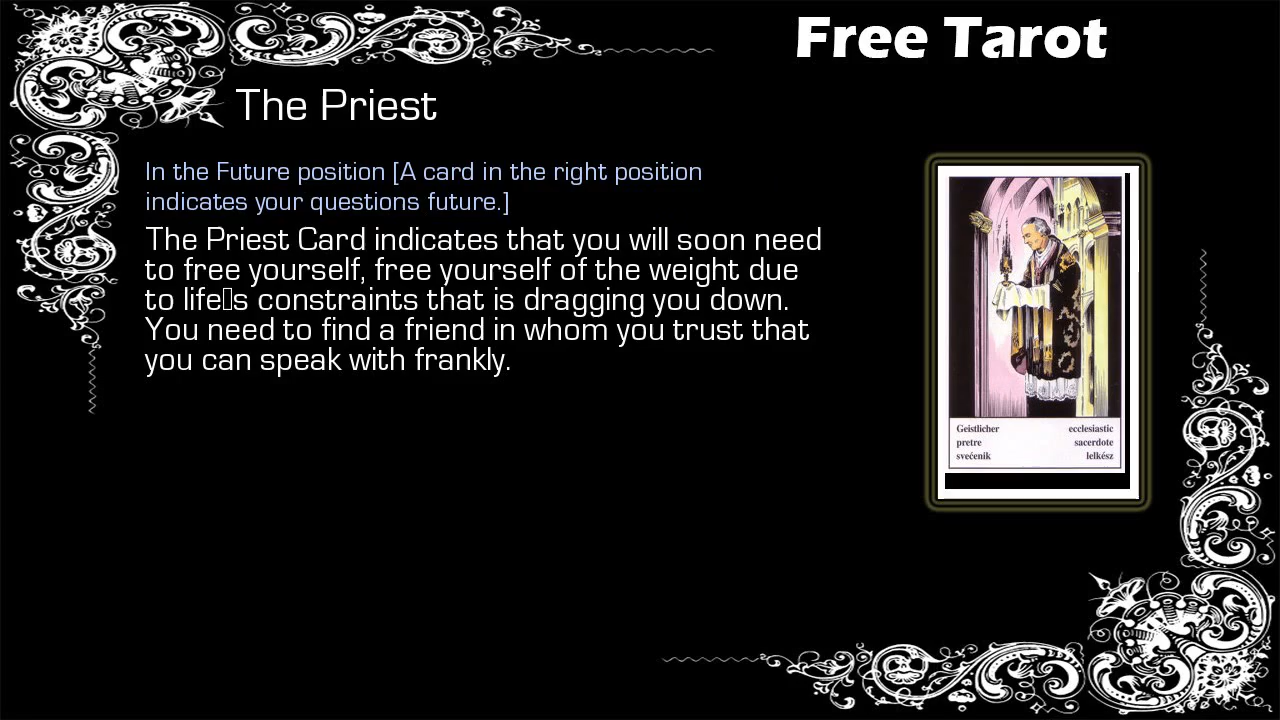 Free Tarot
The Priest
In the Future position [A card in the right position
indicates your questions future.]
The Priest Card indicates that you will soon need
to free yourself, free yourself of the weight due
to life▯s constraints that is dragging you down.
You need to find a friend in whom you trust that
you can speak with frankly.
Geistlicher ecclesiastic
pretre sacerdote
svećenik lelkész